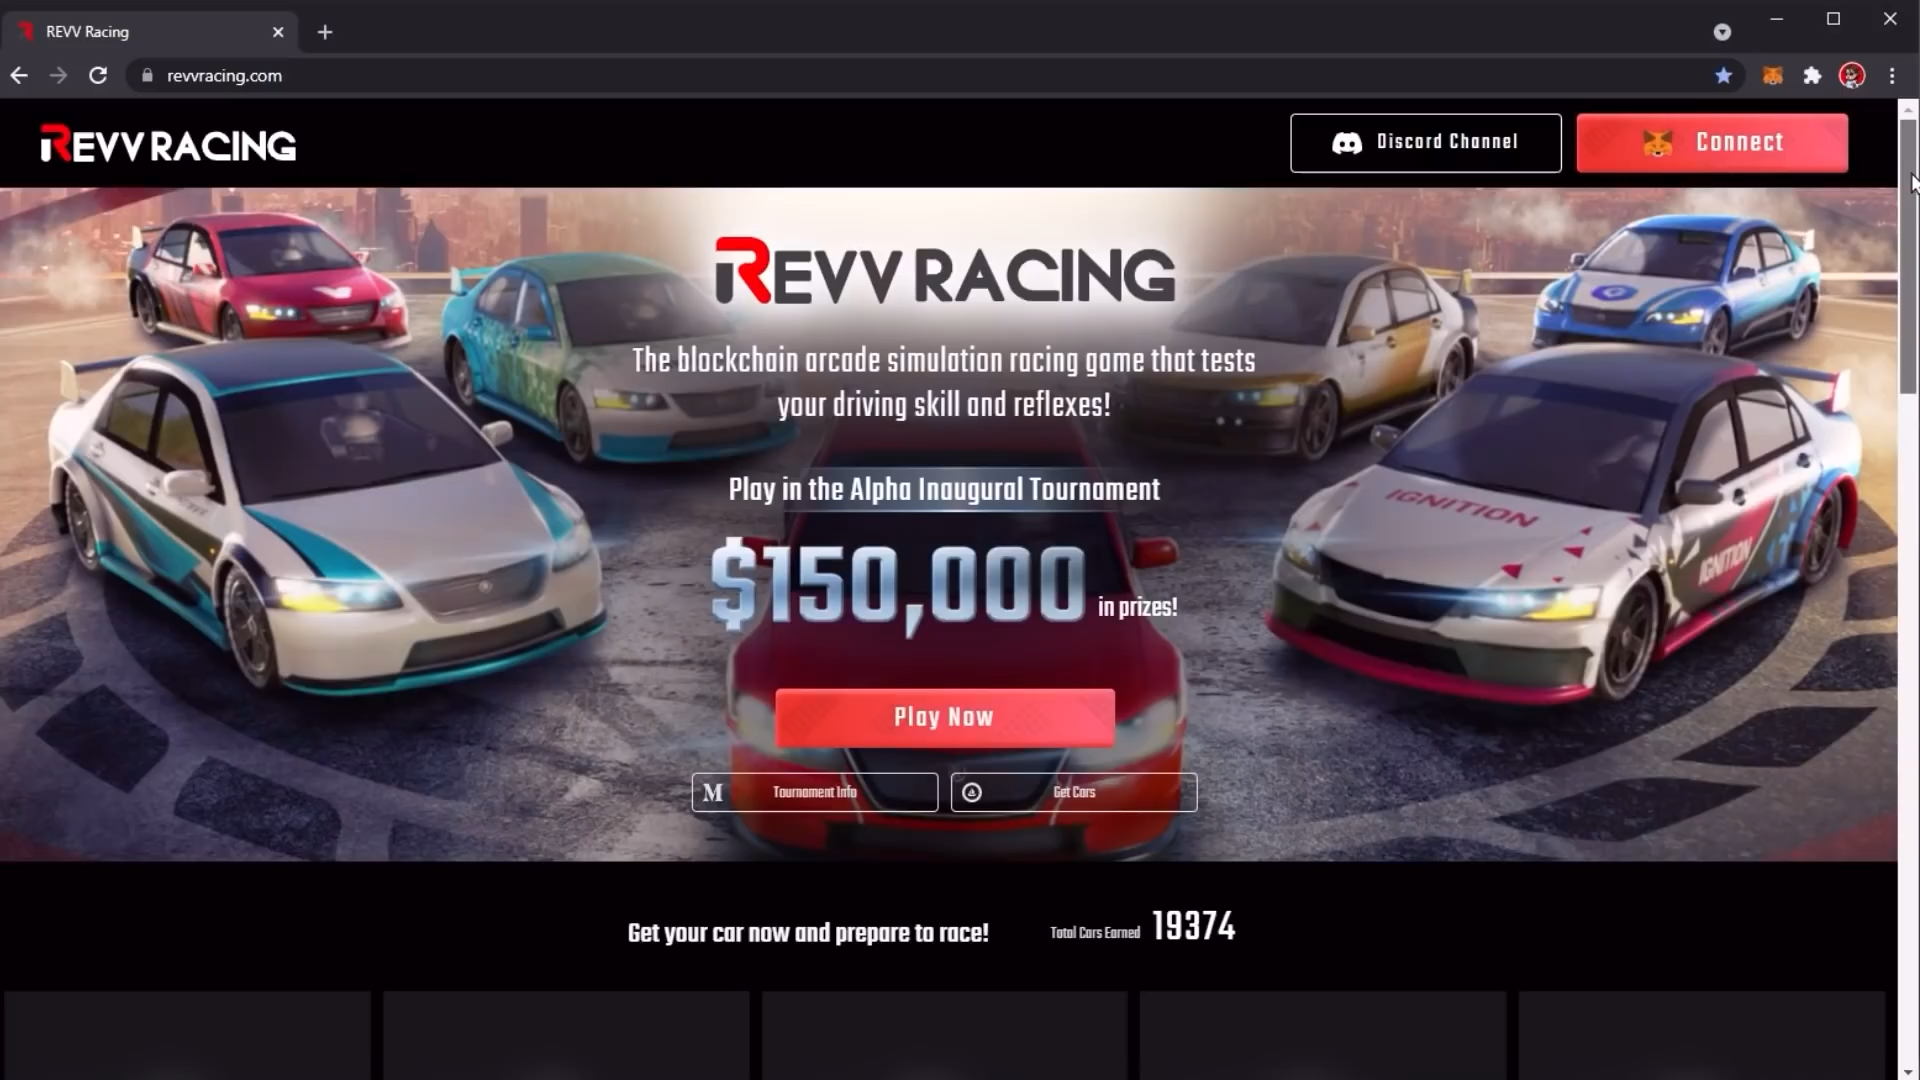 REVV Racing
revvracing.com
REVV RACING
Discord Channel
Connect
REVV RACING
The blockchain arcade simulation racing game that tests
your driving skill and reflexes!
Play in the Alpha Inaugural Tournament
$150,000 in prizes!
IGNITION
IGNITION
Play Now
M Tournament Info
Get Cars
Get your car now and prepare to race!
Total Cars Earned 19374